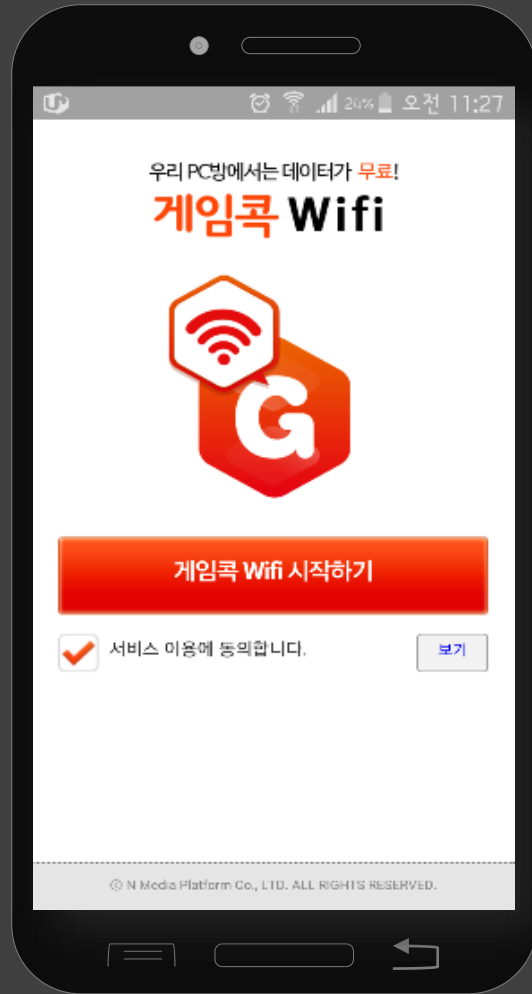 24% 오전 11:27
우리 PC방에서는 데이터가 무료!
게임콕 Wifi
G
게임콕 Wifi 시작하기
서비스 이용에 동의합니다.
보기
© N Media Platform Co., LTD. ALL RIGHTS RESERVED.